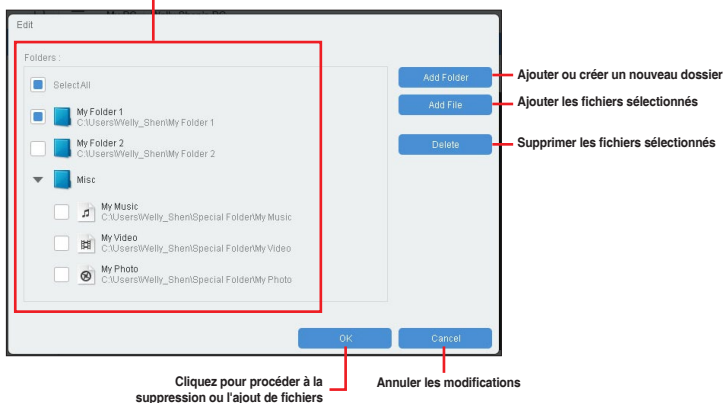 Edit
Folders :
SelectAll
My Folder 1
C:\Users\Welly_Shen\My Folder 1
My Folder 2
C:\Users\Welly_Shen\My Folder 2
Misc
My Music
C:\Users\Welly_Shen\Special Folder\My Music
My Video
C:\Users\Welly_Shen\Special Folder\My Video
My Photo
C:\Users\Welly_Shen\Special Folder\My Photo
Add Folder
Ajouter ou créer un nouveau dossier
Add File
Ajouter les fichiers sélectionnés
Delete
Supprimer les fichiers sélectionnés
OK
Cancel
Cliquez pour procéder à la
suppression ou l'ajout de fichiers
Annuler les modifications